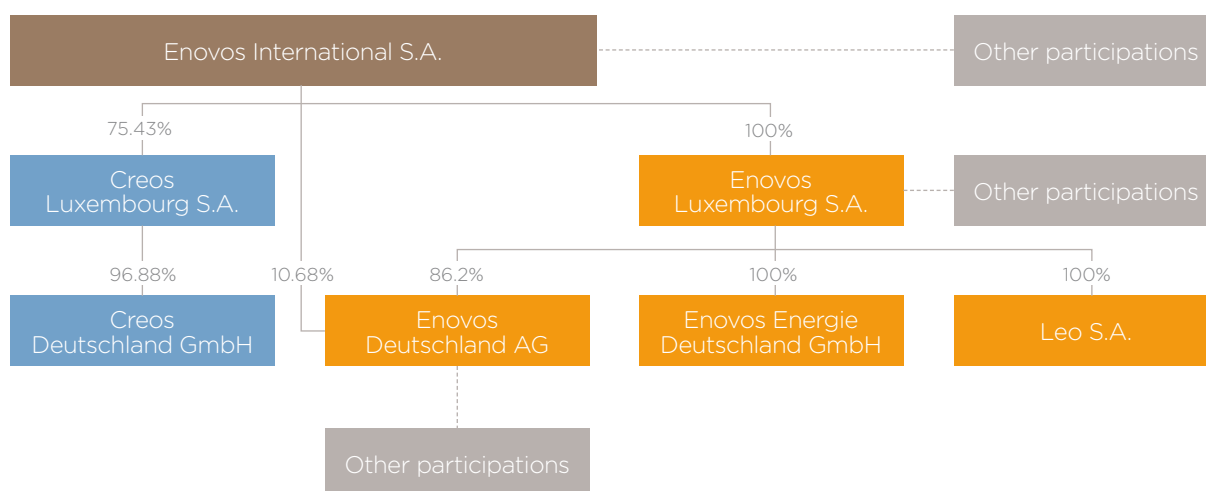 Enovos International S.A.
Other participations
75.43%
100%
Creos
Luxembourg S.A.
Enovos
Luxembourg S.A.
Other participations
96.88%
10.68%
86.2%
100%
100%
Creos
Deutschland GmbH
Enovos
Deutschland AG
Enovos Energie
Deutschland GmbH
Leo S.A.
Other participations